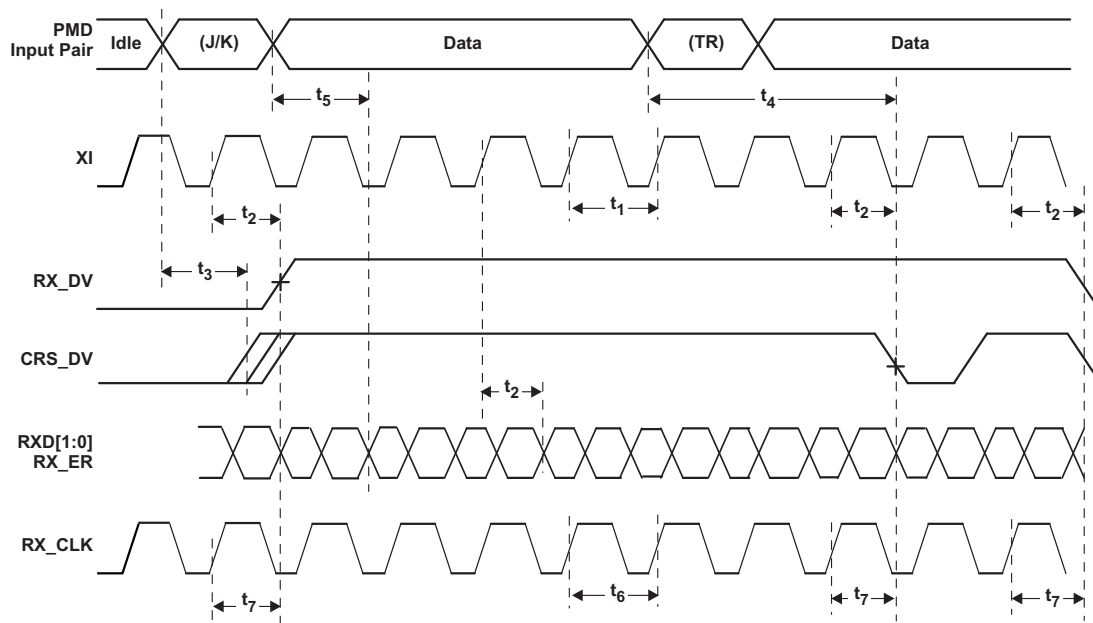 PMD
Input Pair
Idle
(J/K)
Data
(TR)
Data
t5
t4
XI
t2
t1
t2
t2
t3
RX_DV
CRS_DV
t2
RXD[1:0]
RX_ER
RX_CLK
t7
t6
t7
t7